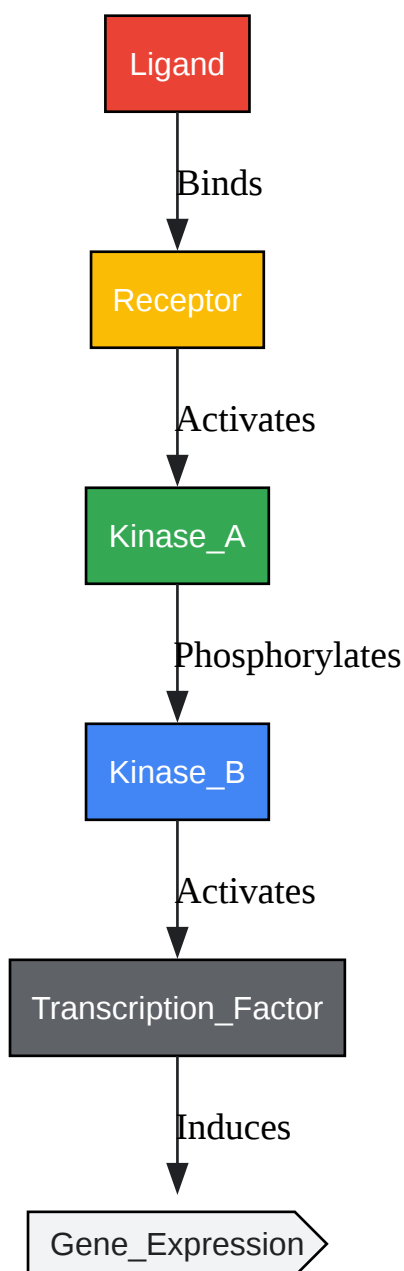 Ligand
Binds
Receptor
Activates
Kinase_A
Phosphorylates
Kinase_B
Activates
Transcription_Factor
Induces
Gene_Expression